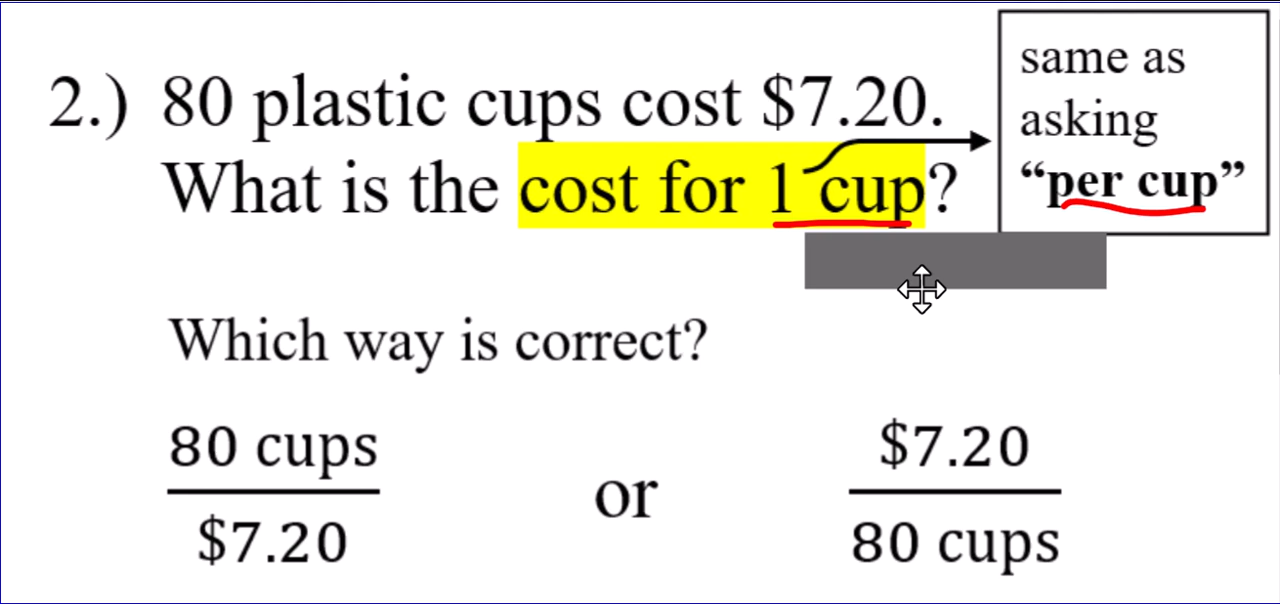 2.) 80 plastic cups cost $7.20.
What is the cost for 1 cup?
same as
asking
“per cup”
Which way is correct?
80 cups
$7.20
or
$7.20
80 cups